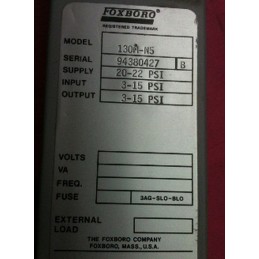 FOXBORO
REGISTERED TRADEMARK
MODEL 130M-N5
SERIAL 94380427 B
SUPPLY 20-22 PSI
INPUT 3-15 PSI
OUTPUT 3-15 PSI
VOLTS
VA
FREQ.
FUSE 3AG-SLO-BLO
EXTERNAL
LOAD
THE FOXBORO COMPANY
FOXBORO, MASS., U.S.A.